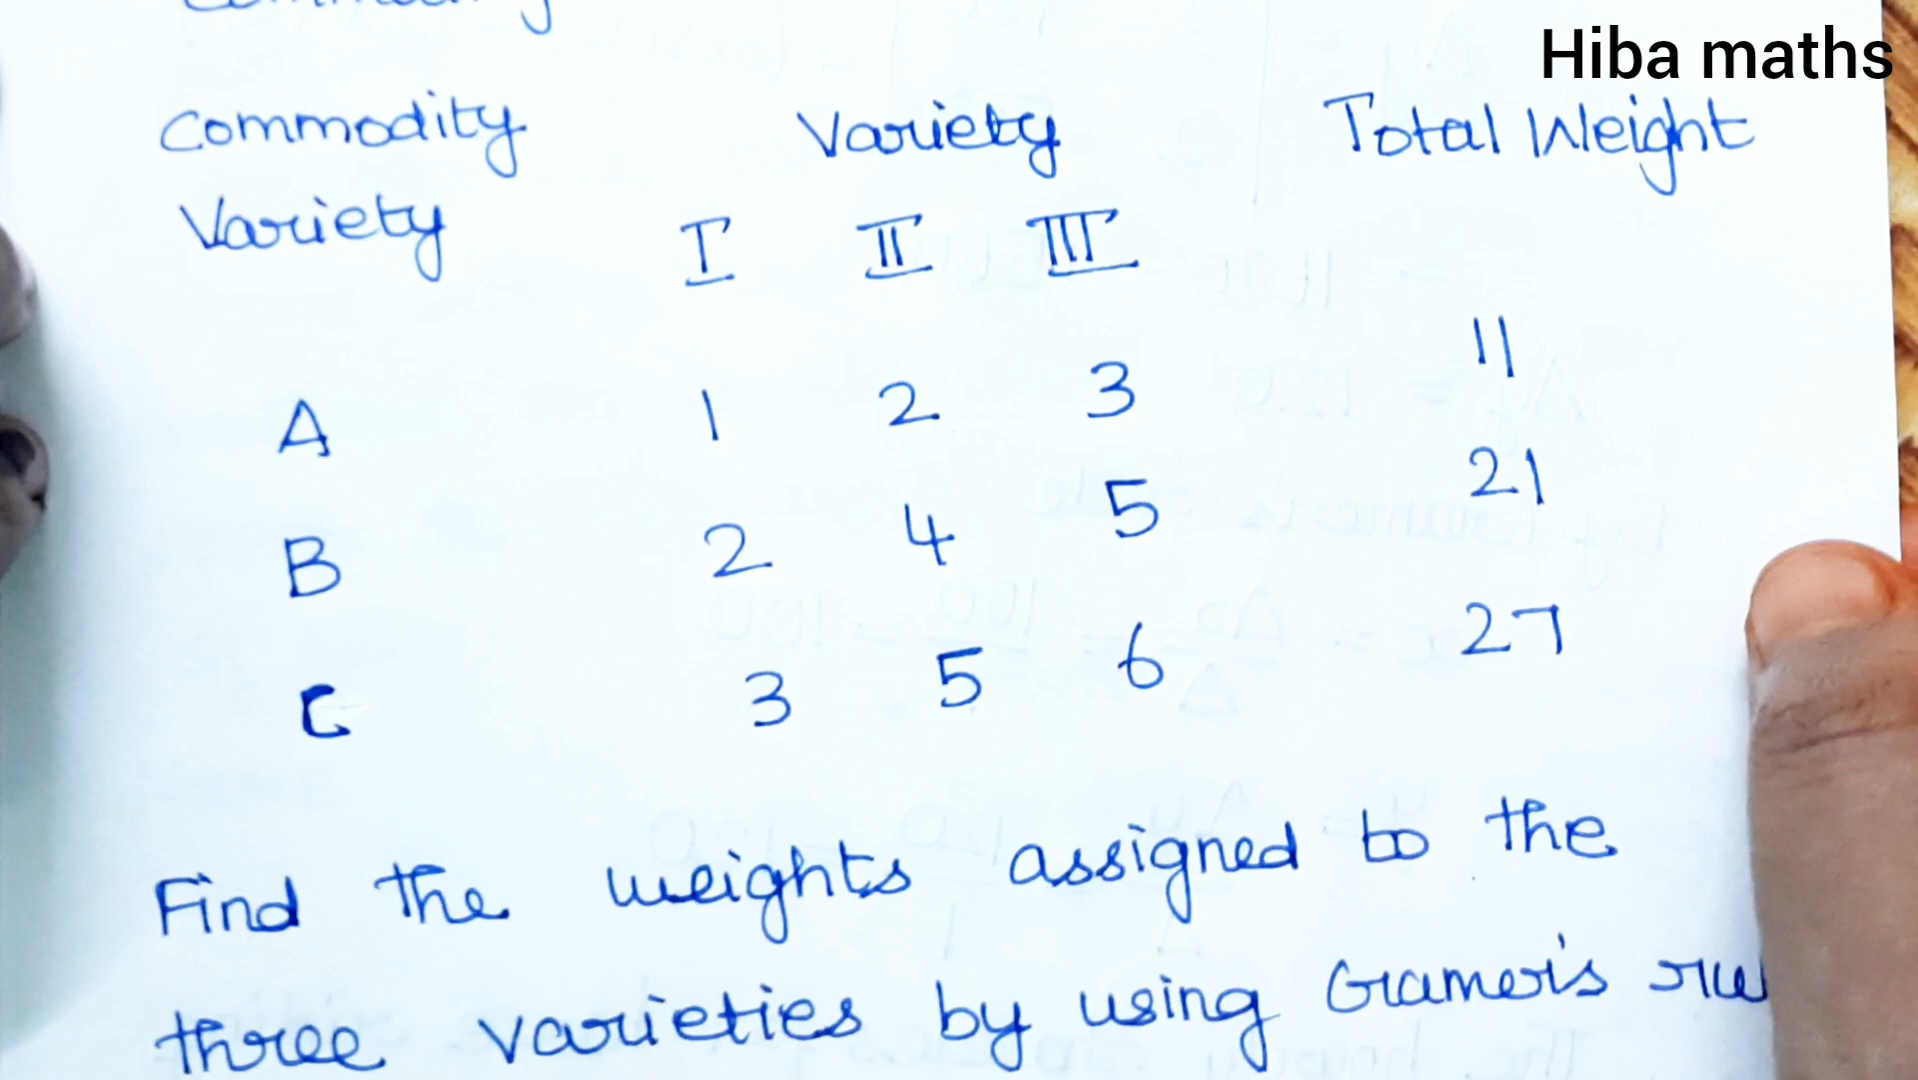 Hiba maths
Commodity Variety Total Weight
Variety I II III
A 1 2 3 11
B 2 4 5 21
C 3 5 6 27
Find the weights assigned to the
three varieties by using Cramer's